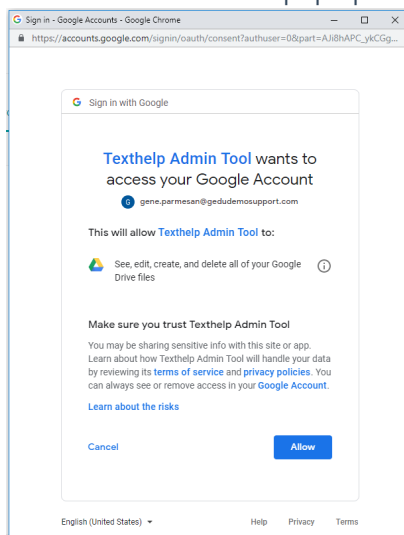 Sign in - Google Accounts - Google Chrome
https://accounts.google.com/signin/oauth/consent?authuser=0&part=AJi8hAPC_ykCGg...
Sign in with Google
Texthelp Admin Tool wants to
access your Google Account
G gene.parmesan@gedudemosupport.com
This will allow Texthelp Admin Tool to:
See, edit, create, and delete all of your Google
Drive files
Make sure you trust Texthelp Admin Tool
You may be sharing sensitive info with this site or app.
Learn about how Texthelp Admin Tool will handle your data
by reviewing its terms of service and privacy policies. You
can always see or remove access in your Google Account.
Learn about the risks
Cancel Allow
English (United States) Help Privacy Terms